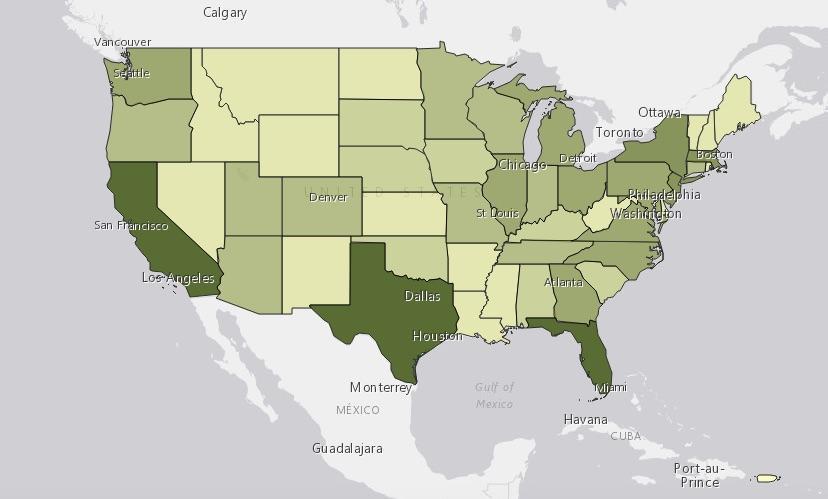 Calgary
Vancouver
Seattle
Ottawa
Toronto
Boston
Chicago
Detroit
UNITED STATES
Denver
Philadelphia
St Louis
Washington
San Francisco
Los Angeles
Atlanta
Dallas
Houston
Monterrey
Gulf of
Mexico
Miami
MÉXICO
Havana
CUBA
Guadalajara
Port-au-
Prince